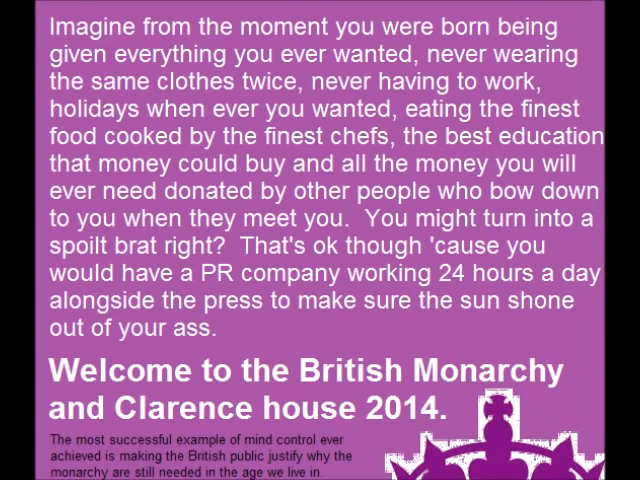 Imagine from the moment you were born being
given everything you ever wanted, never wearing
the same clothes twice, never having to work,
holidays when ever you wanted, eating the finest
food cooked by the finest chefs, the best education
that money could buy and all the money you will
ever need donated by other people who bow down
to you when they meet you.  You might turn into a
spoilt brat right?  That's ok though 'cause you
would have a PR company working 24 hours a day
alongside the press to make sure the sun shone
out of your ass.
Welcome to the British Monarchy
and Clarence house 2014.
The most successful example of mind control ever
achieved is making the British public justify why the
monarchy are still needed in the age we live in.